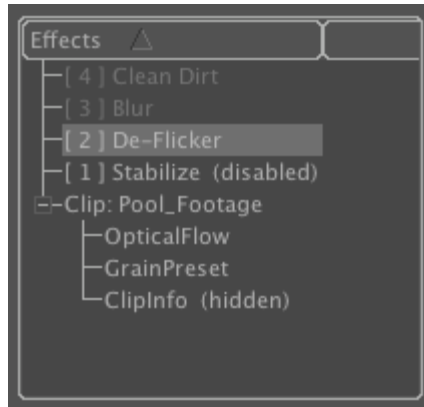 Effects
[ 4 ] Clean Dirt
[ 3 ] Blur
[ 2 ] De-Flicker
[ 1 ] Stabilize (disabled)
Clip: Pool_Footage
OpticalFlow
GrainPreset
ClipInfo (hidden)